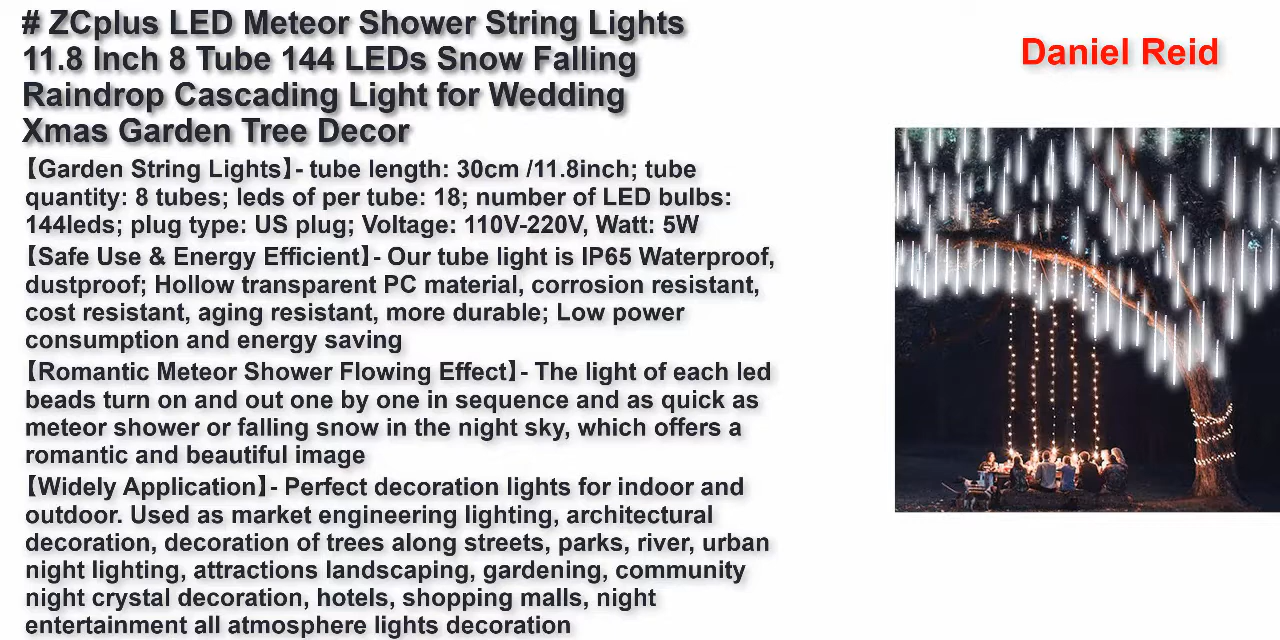 # ZCplus LED Meteor Shower String Lights
11.8 Inch 8 Tube 144 LEDs Snow Falling
Raindrop Cascading Light for Wedding
Xmas Garden Tree Decor
Daniel Reid
【Garden String Lights】- tube length: 30cm /11.8inch; tube
quantity: 8 tubes; leds of per tube: 18; number of LED bulbs:
144leds; plug type: US plug; Voltage: 110V-220V, Watt: 5W
【Safe Use & Energy Efficient】- Our tube light is IP65 Waterproof,
dustproof; Hollow transparent PC material, corrosion resistant,
cost resistant, aging resistant, more durable; Low power
consumption and energy saving
【Romantic Meteor Shower Flowing Effect】- The light of each led
beads turn on and out one by one in sequence and as quick as
meteor shower or falling snow in the night sky, which offers a
romantic and beautiful image
【Widely Application】- Perfect decoration lights for indoor and
outdoor. Used as market engineering lighting, architectural
decoration, decoration of trees along streets, parks, river, urban
night lighting, attractions landscaping, gardening, community
night crystal decoration, hotels, shopping malls, night
entertainment all atmosphere lights decoration